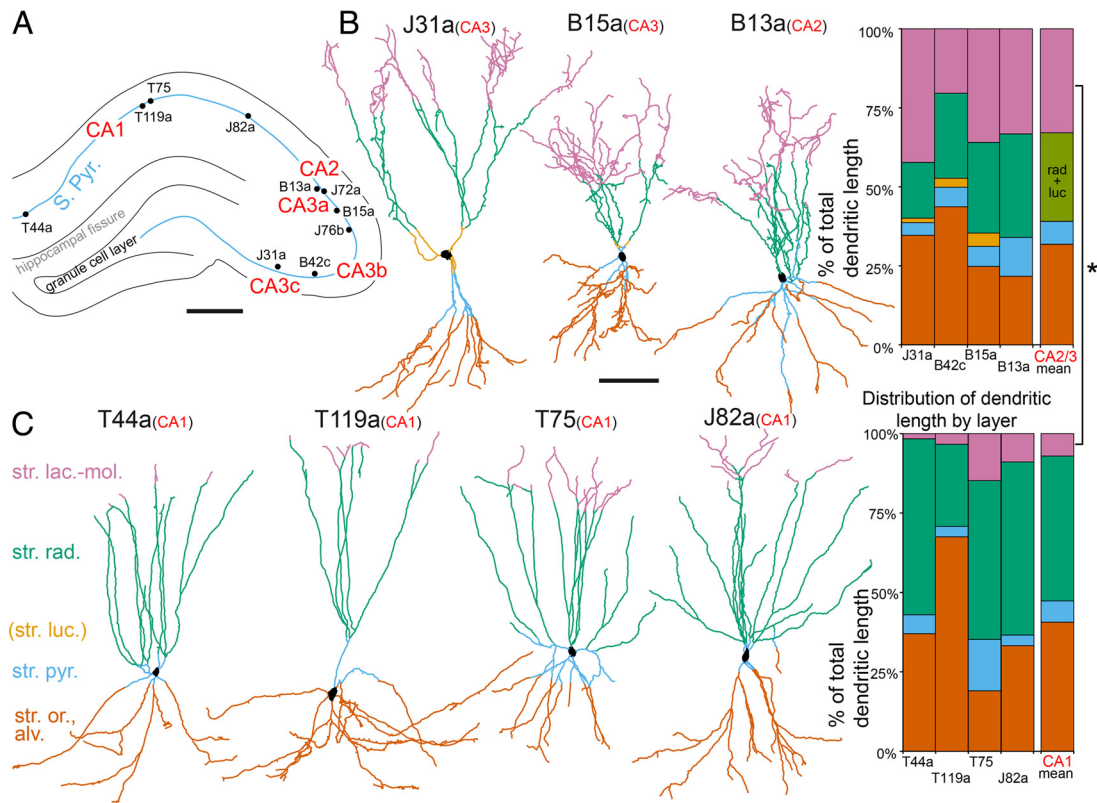 A
T75
T119a
CA1
J82a
S. Pyr.
CA2
B13a
J72a
CA3a
B15a
T44a
J76b
hippocampal fissure
granule cell layer
J31a
B42c
CA3b
CA3c
B
J31a(CA3)
B15a(CA3)
B13a(CA2)
100%
75%
50%
25%
0%
% of total
dendritic length
rad
+
luc
*
J31a
B42c
B15a
B13a
CA2/3
mean
C
T44a(CA1)
T119a(CA1)
T75(CA1)
J82a(CA1)
str. lac.-mol.
str. rad.
(str. luc.)
str. pyr.
str. or.,
alv.
Distribution of dendritic
length by layer
100%
75%
50%
25%
0%
% of total
dendritic length
T44a
T119a
T75
J82a
CA1
mean